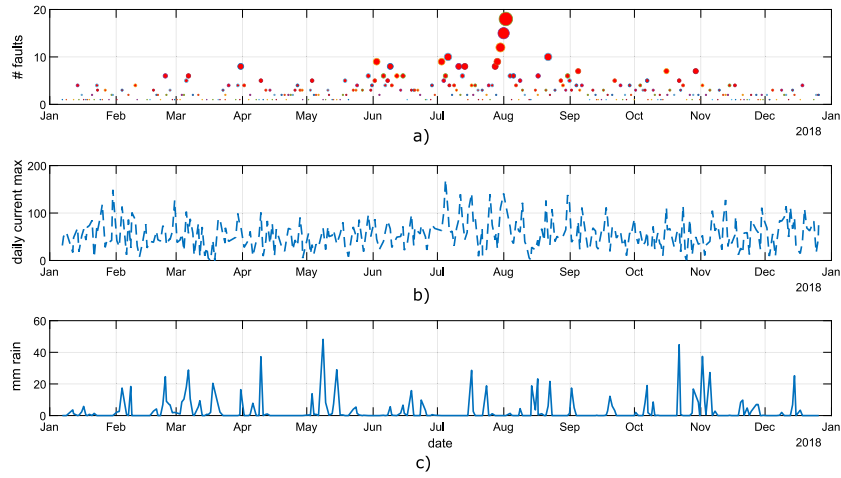 # faults
20
10
0
Jan Feb Mar Apr May Jun Jul Aug Sep Oct Nov Dec Jan
2018
a)
daily current max
200
100
0
Jan Feb Mar Apr May Jun Jul Aug Sep Oct Nov Dec Jan
2018
b)
mm rain
60
40
20
0
Jan Feb Mar Apr May Jun Jul Aug Sep Oct Nov Dec Jan
date
2018
c)